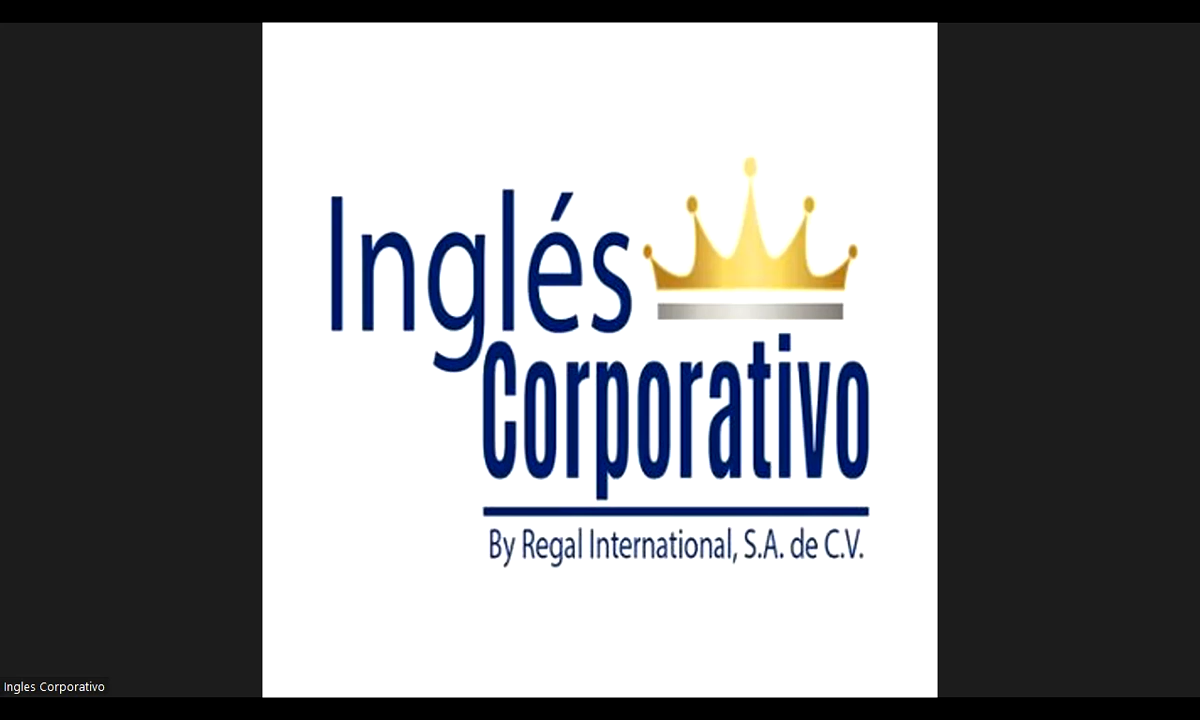 Inglés
Corporativo
By Regal International, S.A. de C.V.
Ingles Corporativo